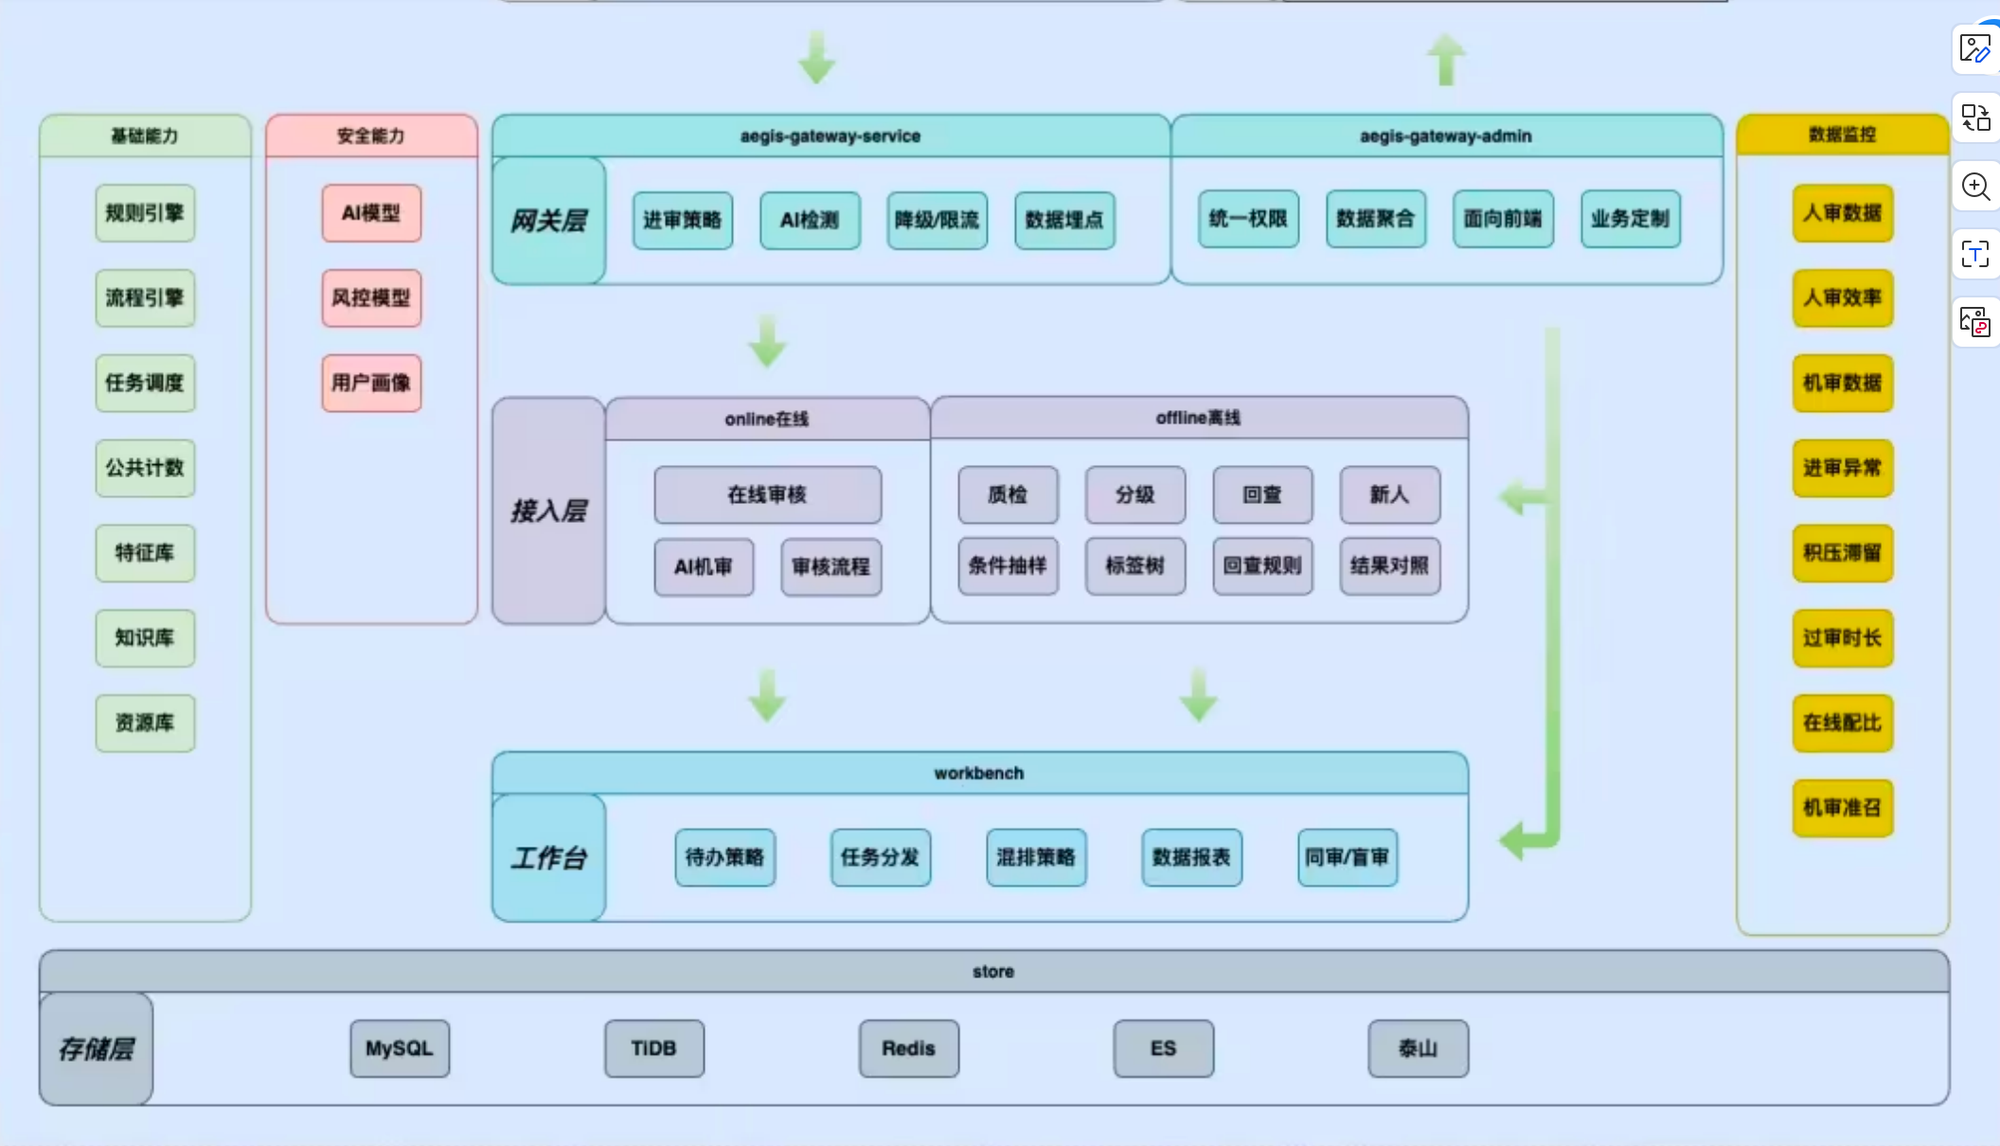 基础能力
规则引擎
流程引擎
任务调度
公共计数
特征库
知识库
资源库
安全能力
AI模型
风控模型
用户画像
aegis-gateway-service
网关层
进审策略
AI检测
降级/限流
数据埋点
aegis-gateway-admin
统一权限
数据聚合
面向前端
业务定制
接入层
online在线
在线审核
AI机审
审核流程
offline离线
质检
分级
回查
新人
条件抽样
标签树
回查规则
结果对照
workbench
工作台
待办策略
任务分发
混排策略
数据报表
同审/盲审
数据监控
人审数据
人审效率
机审数据
进审异常
积压滞留
过审时长
在线配比
机审准召
store
存储层
MySQL
TiDB
Redis
ES
泰山